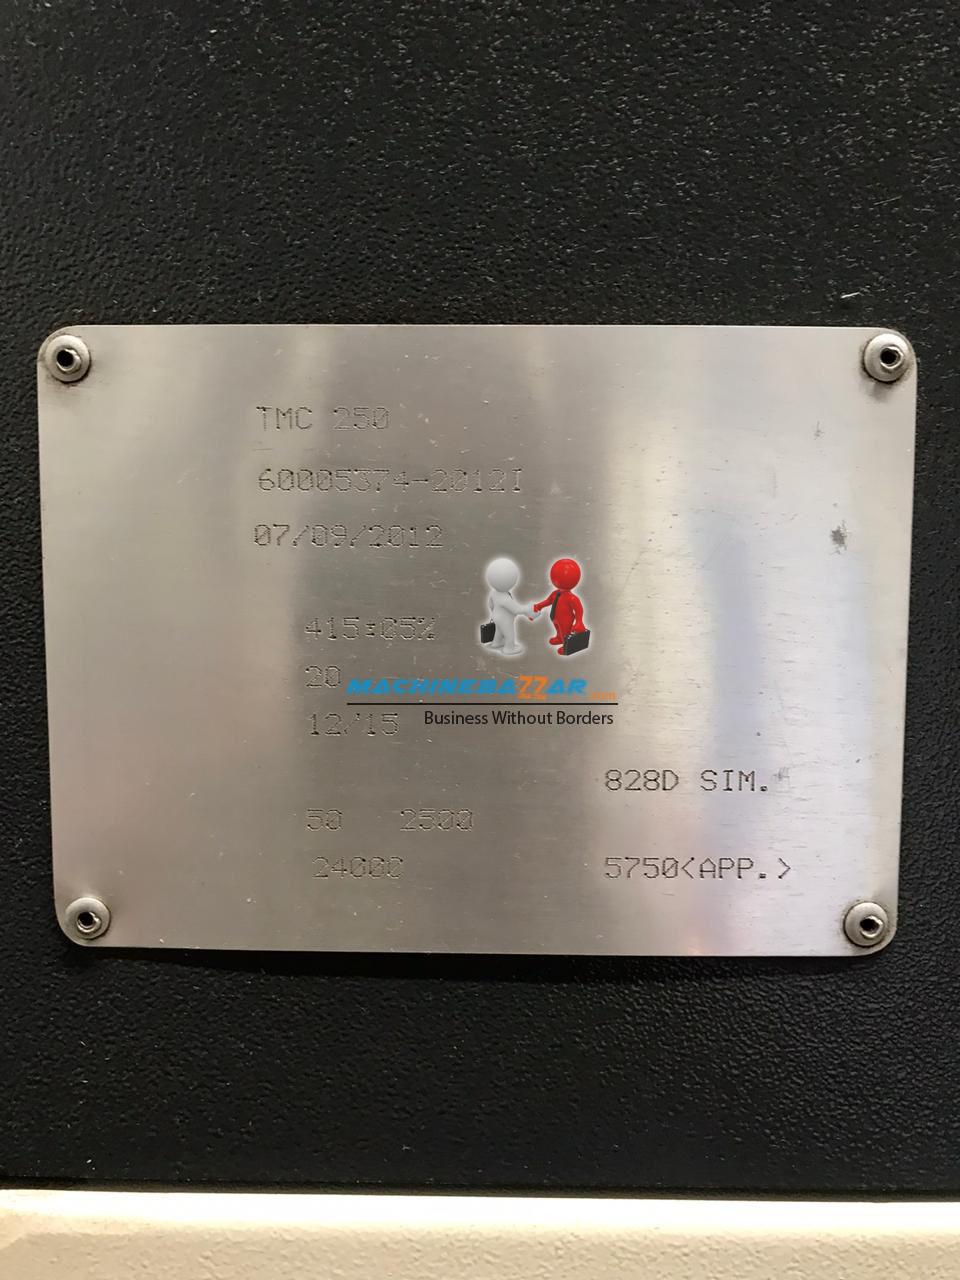 TMC 250
60005374-2012I
07/09/2012
415±05%
20
MACHINEBAZZAR.com
12/15
Business Without Borders
828D SIM.
50 2500
24000
5750<APP.>